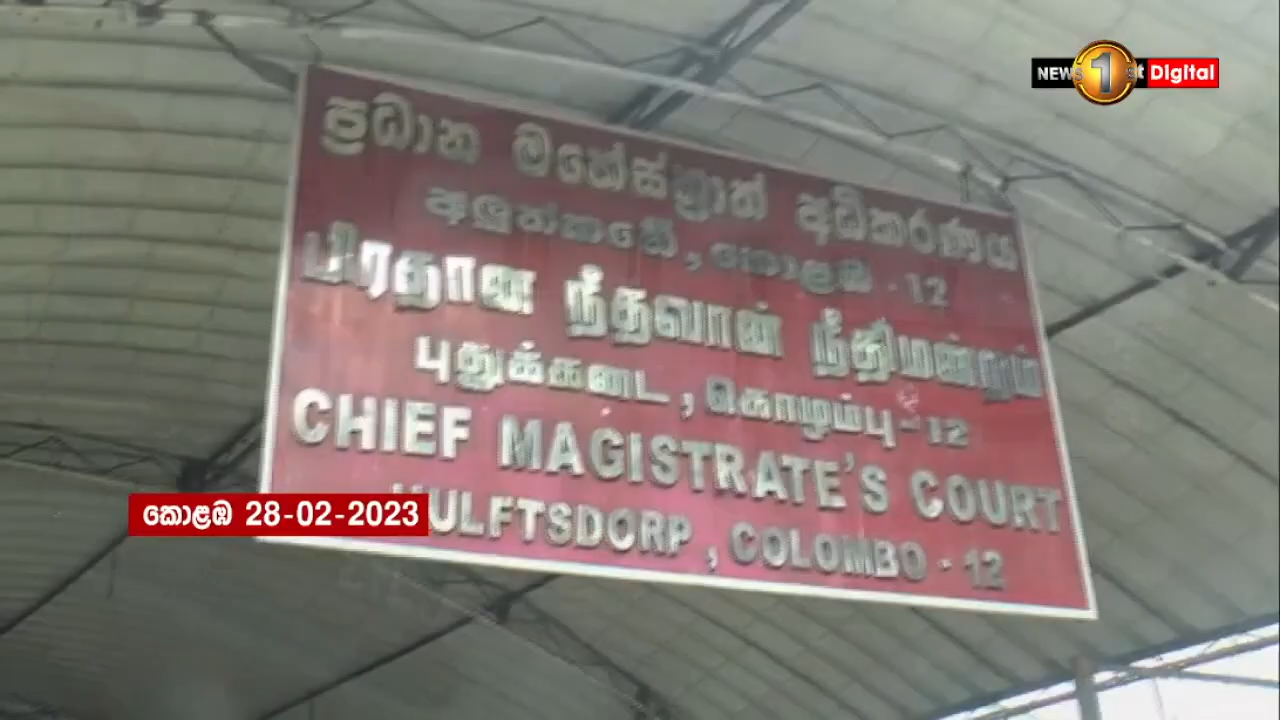 NEWS 1st Digital
ප්‍රධාන මහේස්ත්‍රාත් අධිකරණය
අලුත්කඩේ, කොළඹ - 12
பிரதான நீதவான் நீதிமன்றம்
புதுக்கடை, கொழும்பு - 12
CHIEF MAGISTRATE'S COURT
HULFTSDORP, COLOMBO - 12
කොළඹ 28-02-2023